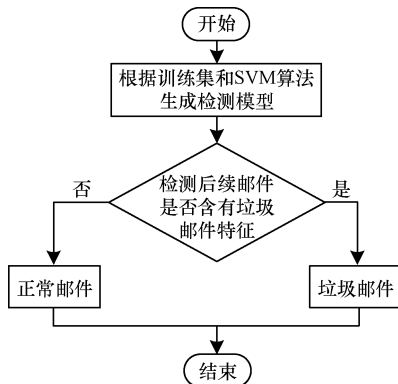 开始
根据训练集和SVM算法
生成检测模型
检测后续邮件
是否含有垃圾
邮件特征
否
是
正常邮件
垃圾邮件
结束